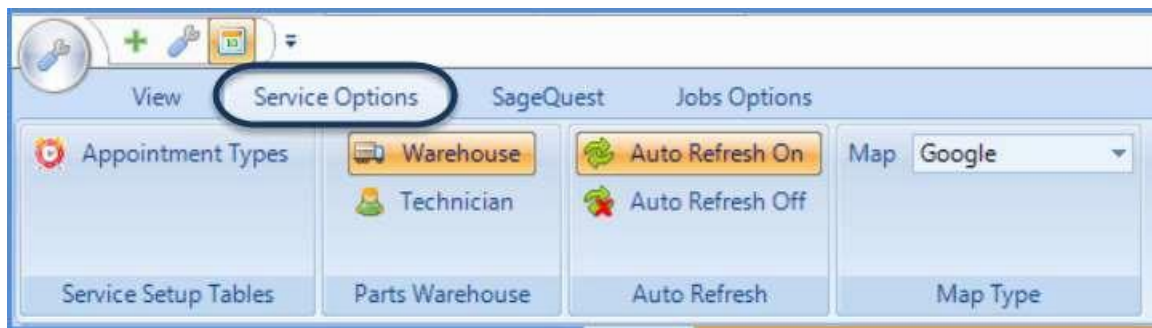 View Service Options SageQuest Jobs Options
Appointment Types Warehouse Auto Refresh On Map Google
Technician Auto Refresh Off
Service Setup Tables Parts Warehouse Auto Refresh Map Type